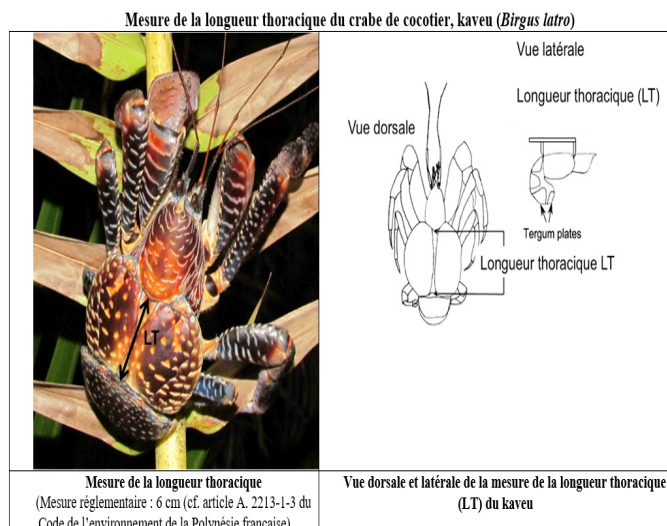 Mesure de la longueur thoracique du crabe de cocotier, kaveu (Birgus latro)
LT
Vue latérale
Longueur thoracique (LT)
Vue dorsale
Tergum plates
Longueur thoracique LT
Mesure de la longueur thoracique
(Mesure réglementaire : 6 cm (cf. article A. 2213-1-3 du
Code de l'environnement de la Polynésie française)
Vue dorsale et latérale de la mesure de la longueur thoracique
(LT) du kaveu